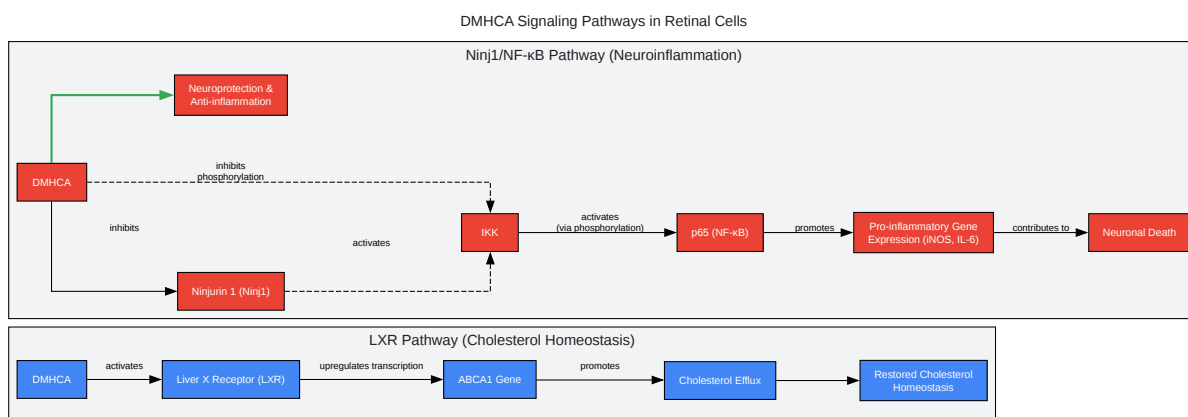 DMHCA Signaling Pathways in Retinal Cells
Ninj1/NF-κB Pathway (Neuroinflammation)
Neuroprotection &
Anti-inflammation
DMHCA
inhibits
phosphorylation
inhibits
activates
IKK
activates
(via phosphorylation)
p65 (NF-κB)
promotes
Pro-inflammatory Gene
Expression (iNOS, IL-6)
contributes to
Neuronal Death
Ninjurin 1 (Ninj1)
LXR Pathway (Cholesterol Homeostasis)
DMHCA
activates
Liver X Receptor (LXR)
upregulates transcription
ABCA1 Gene
promotes
Cholesterol Efflux
Restored Cholesterol
Homeostasis